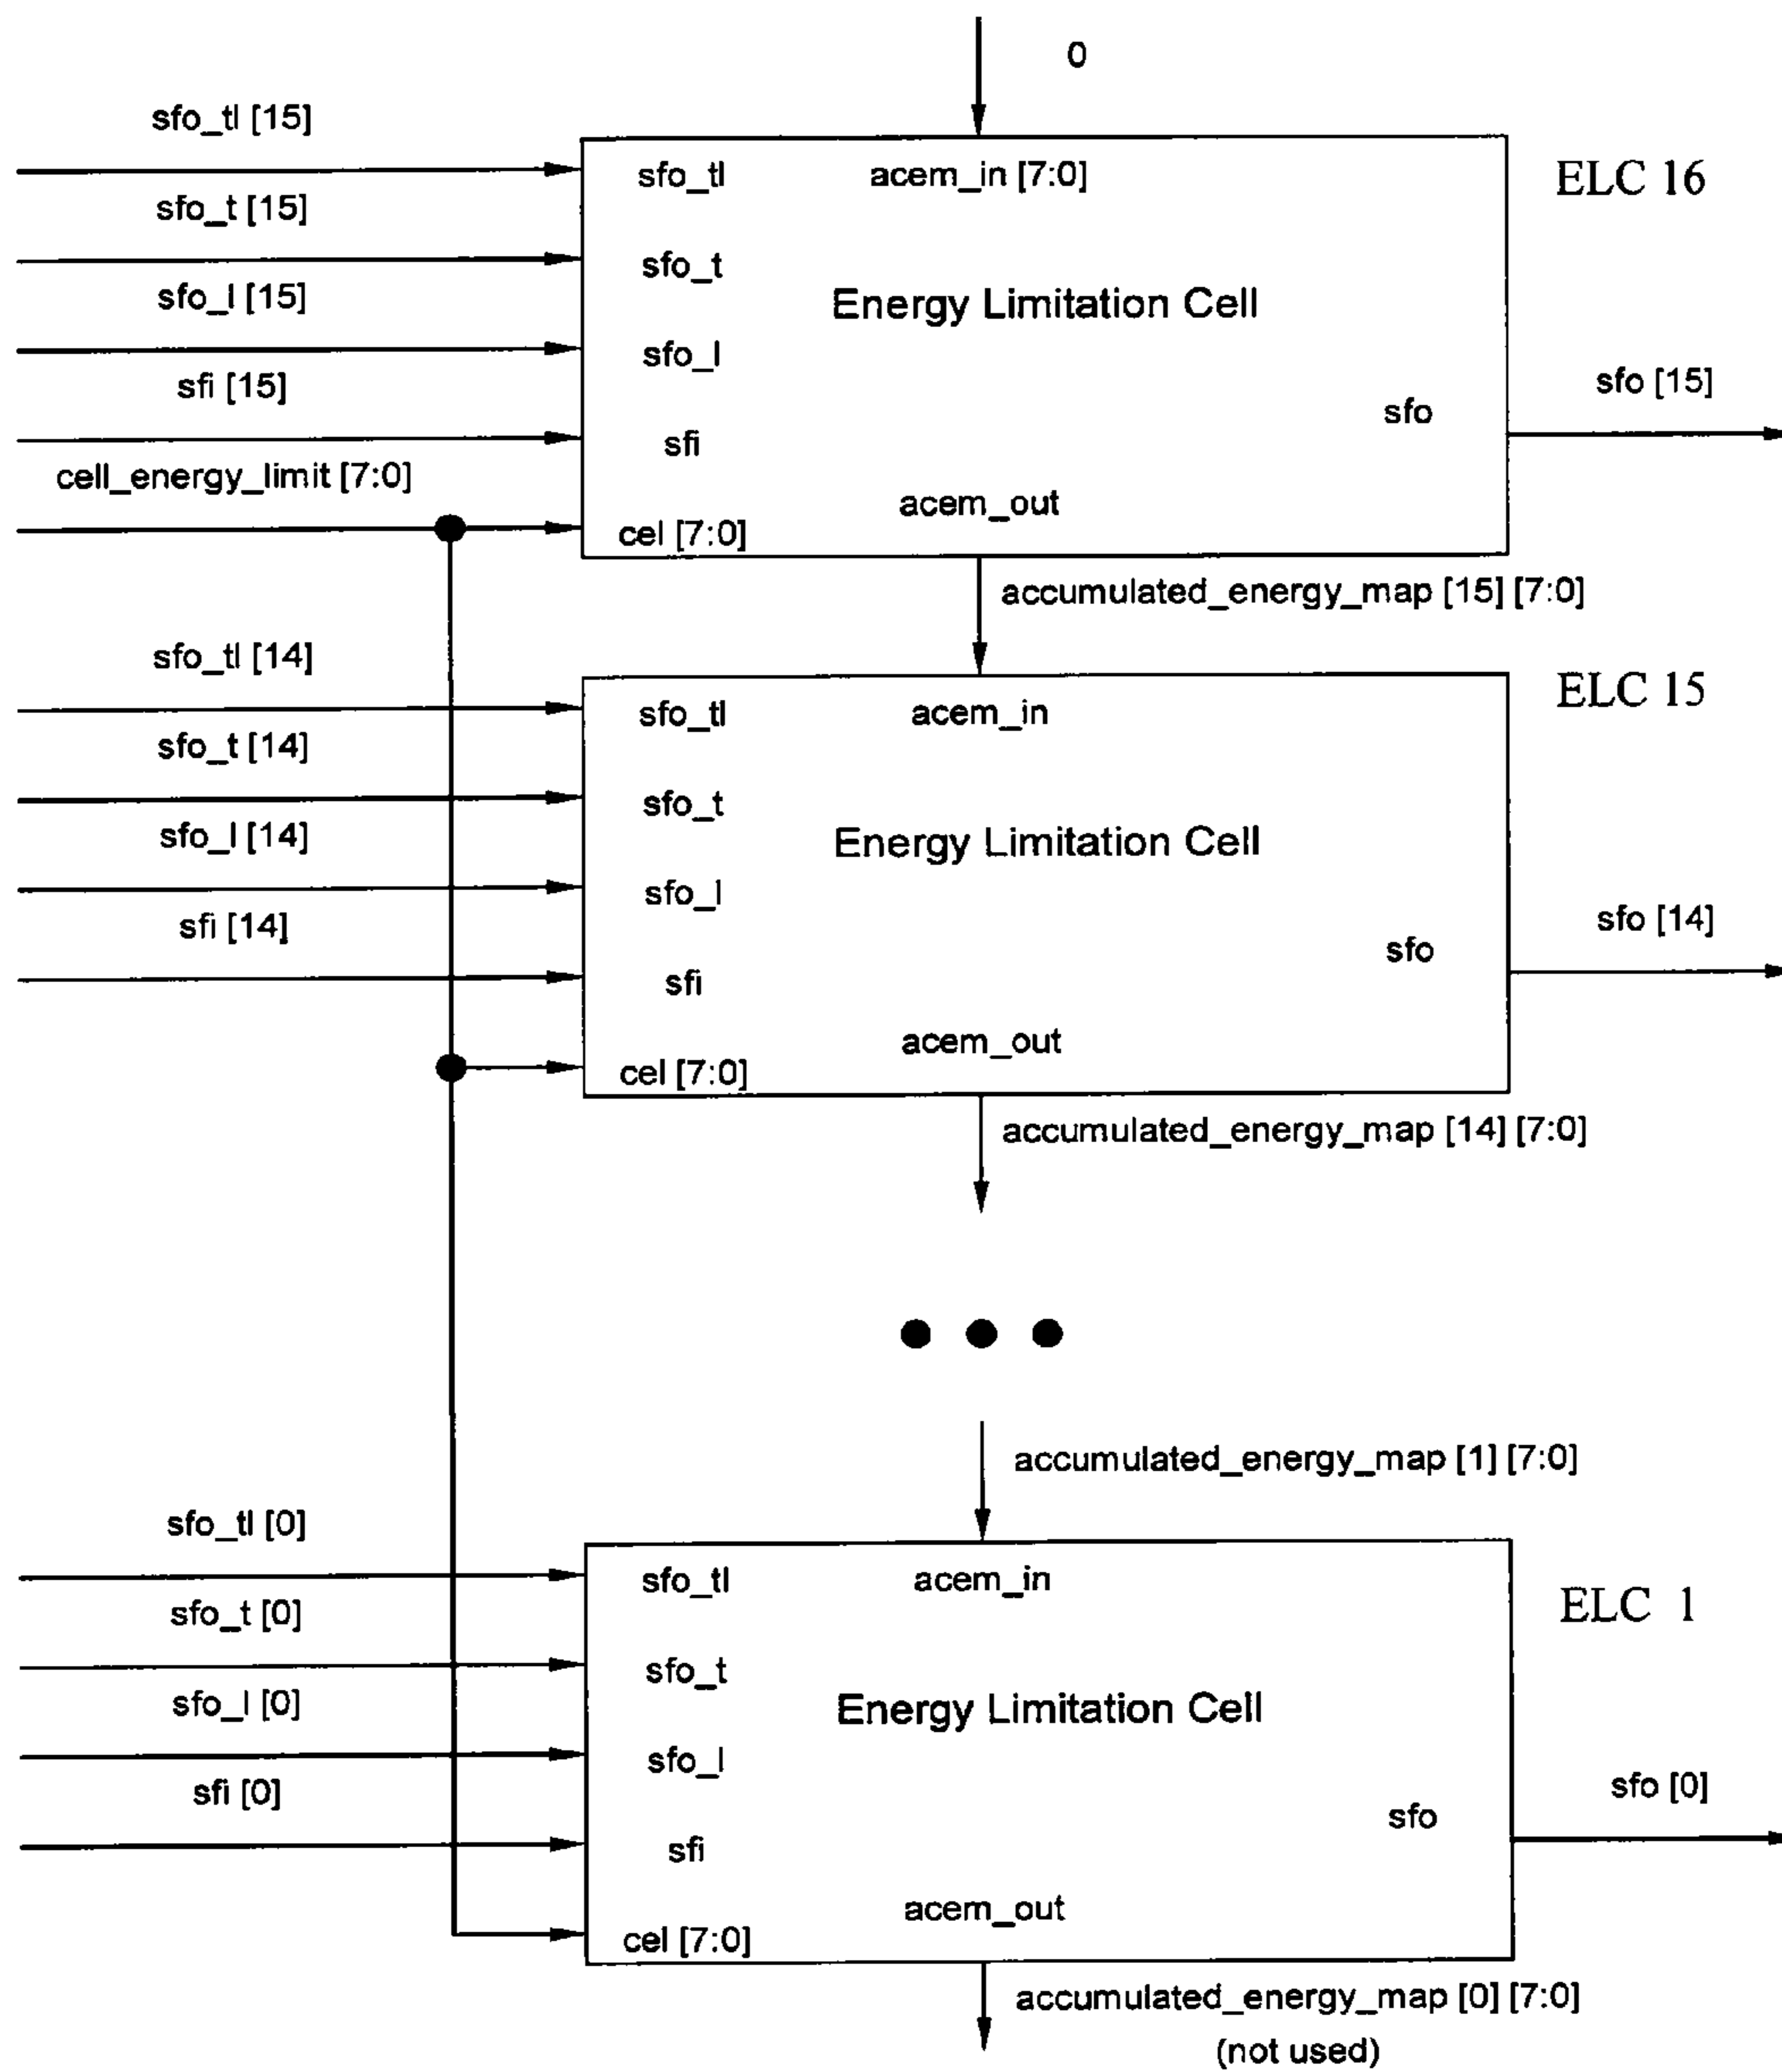 0
sfo_tl [15]
sfo_t [15]
sfo_l [15]
sfi [15]
cell_energy_limit [7:0]
sfo_tl
acem_in [7:0]
sfo_t
Energy Limitation Cell
sfo_l
sfo
sfi
acem_out
cel [7:0]
ELC 16
sfo [15]
accumulated_energy_map [15] [7:0]
sfo_tl [14]
sfo_t [14]
sfo_l [14]
sfi [14]
sfo_tl
acem_in
sfo_t
Energy Limitation Cell
sfo_l
sfo
sfi
acem_out
cel [7:0]
ELC 15
sfo [14]
accumulated_energy_map [14] [7:0]
accumulated_energy_map [1] [7:0]
sfo_tl [0]
sfo_t [0]
sfo_l [0]
sfi [0]
sfo_tl
acem_in
sfo_t
Energy Limitation Cell
sfo_l
sfo
sfi
acem_out
cel [7:0]
ELC 1
sfo [0]
accumulated_energy_map [0] [7:0]
(not used)